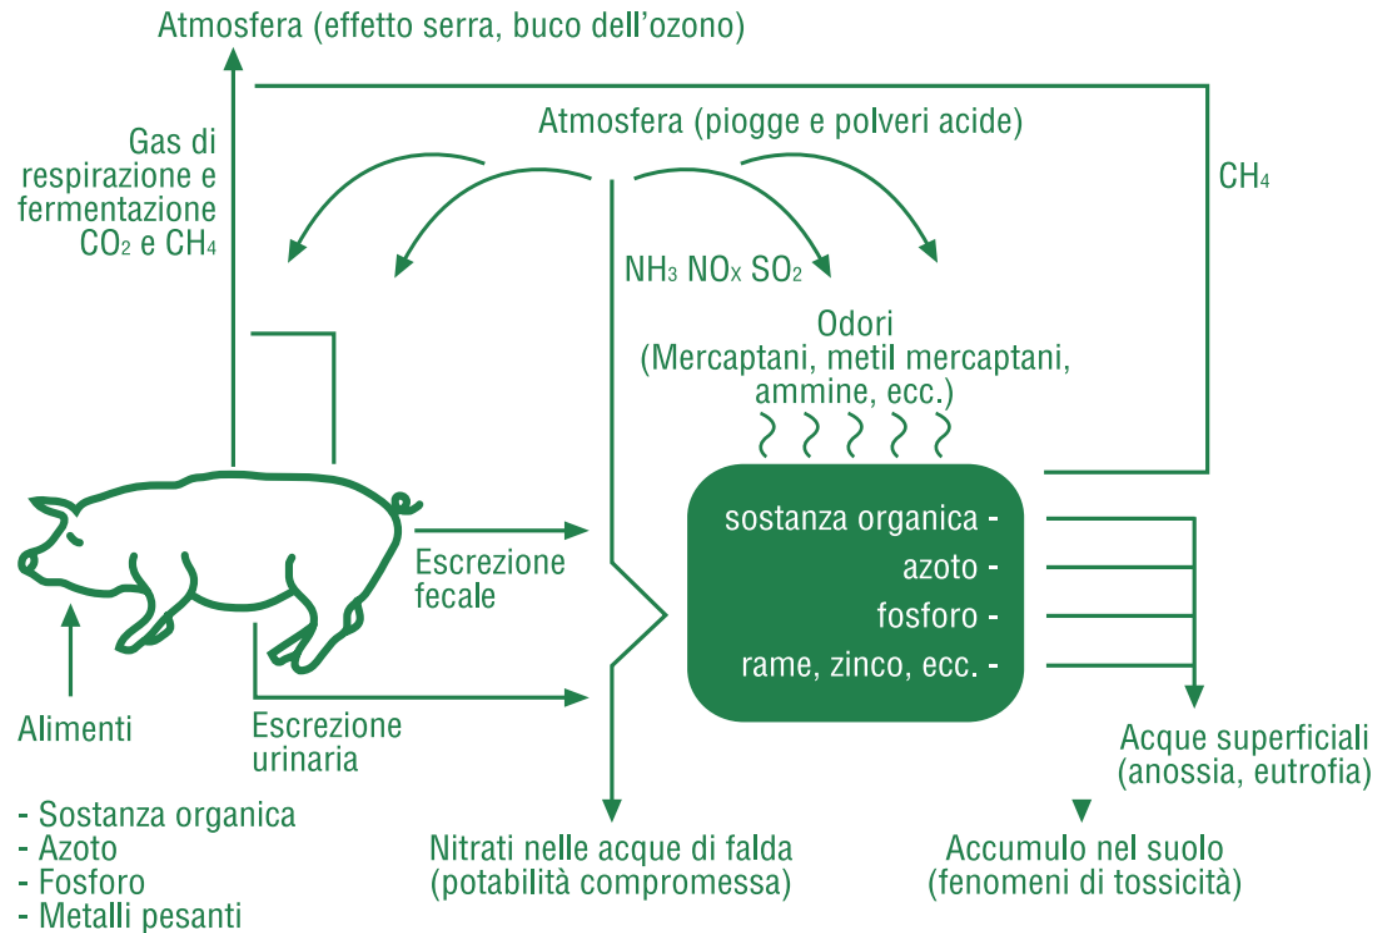 Atmosfera (effetto serra, buco dell'ozono)
Atmosfera (piogge e polveri acide)
Gas di
respirazione e
fermentazione
CO₂ e CH₄
CH₄
NH₃ NOₓ SO₂
Odori
(Mercaptani, metil mercaptani,
ammine, ecc.)
sostanza organica -
azoto -
fosforo -
rame, zinco, ecc. -
Escrezione
fecale
Escrezione
urinaria
Alimenti
- Sostanza organica
- Azoto
- Fosforo
- Metalli pesanti
Nitrati nelle acque di falda
(potabilità compromessa)
Acque superficiali
(anossia, eutrofia)
Accumulo nel suolo
(fenomeni di tossicità)